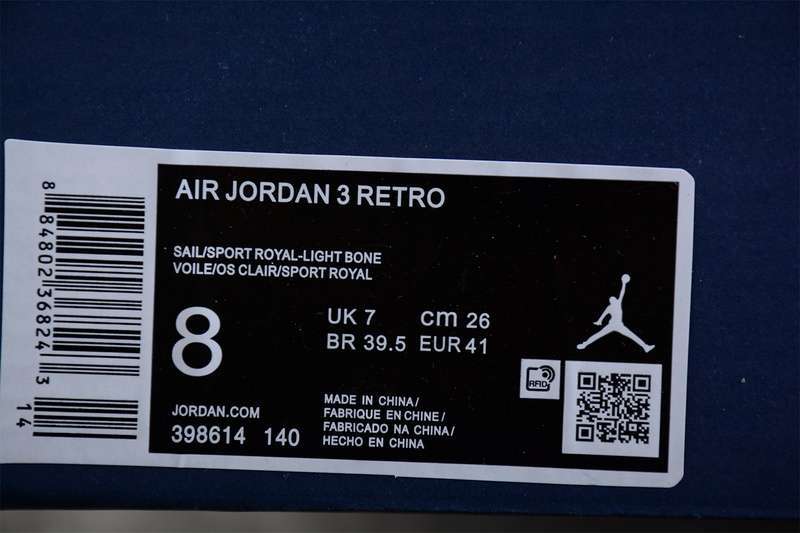 AIR JORDAN 3 RETRO
SAIL/SPORT ROYAL-LIGHT BONE
VOILE/OS CLAIR/SPORT ROYAL
8
UK 7 cm 26
BR 39.5 EUR 41
JORDAN.COM
398614 140
MADE IN CHINA/
FABRIQUE EN CHINE/
FABRICADO NA CHINA/
HECHO EN CHINA
RFID
8 84802 36824 3
14